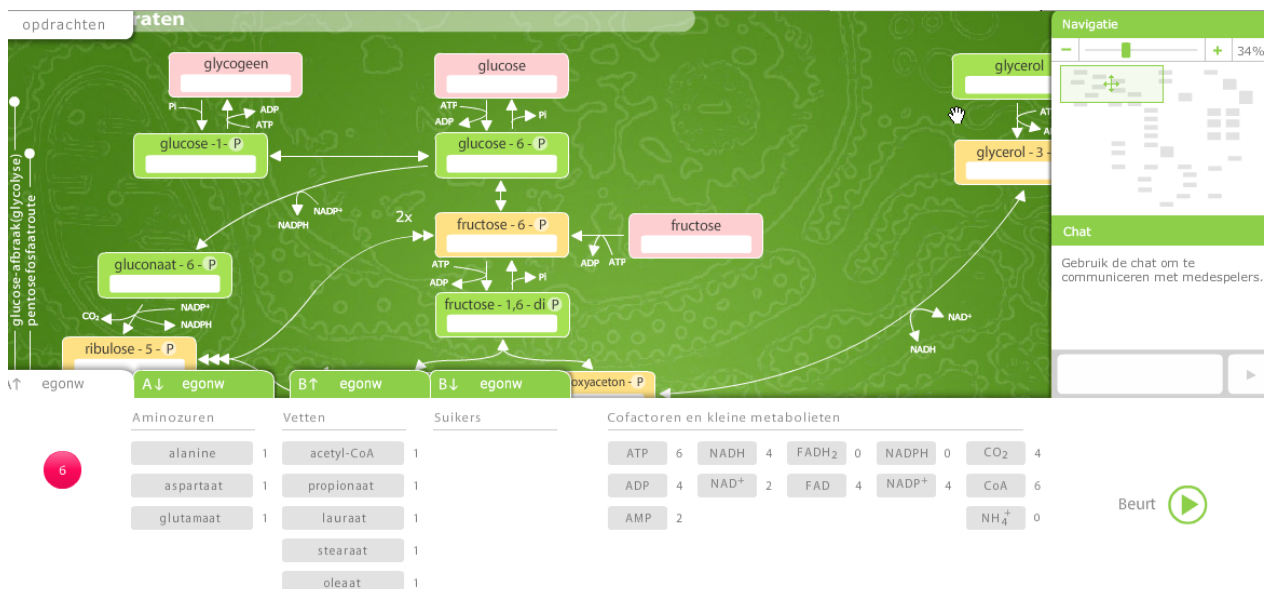 opdrachten
raten
Navigatie
34%
glycogeen
glucose
glycerol
Pi
ADP
ATP
ATP
ADP
Pi
glucose -1- P
glucose - 6 - P
glycerol - 3 -
NADP+
NADPH
2x
fructose - 6 - P
fructose
ADP
ATP
ATP
ADP
Pi
gluconaat - 6 - P
fructose - 1,6 - di P
NADP+
CO₂
NADPH
ribulose - 5 - P
NAD+
NADH
oxyaceton - P
glucose-afbraak(glycolyse)
pentosefosfaatroute
Chat
Gebruik de chat om te
communiceren met medespelers.
A↑ egonw
A↓ egonw
B↑ egonw
B↓ egonw
Aminozuren
Vetten
Suikers
Cofactoren en kleine metabolieten
6
alanine 1
aspartaat 1
glutamaat 1
acetyl-CoA 1
propionaat 1
lauraat 1
stearaat 1
oleaat 1
ATP 6 NADH 4 FADH₂ 0 NADPH 0 CO₂ 4
ADP 4 NAD⁺ 2 FAD 4 NADP⁺ 4 CoA 6
AMP 2 NH₄⁺ 0
Beurt